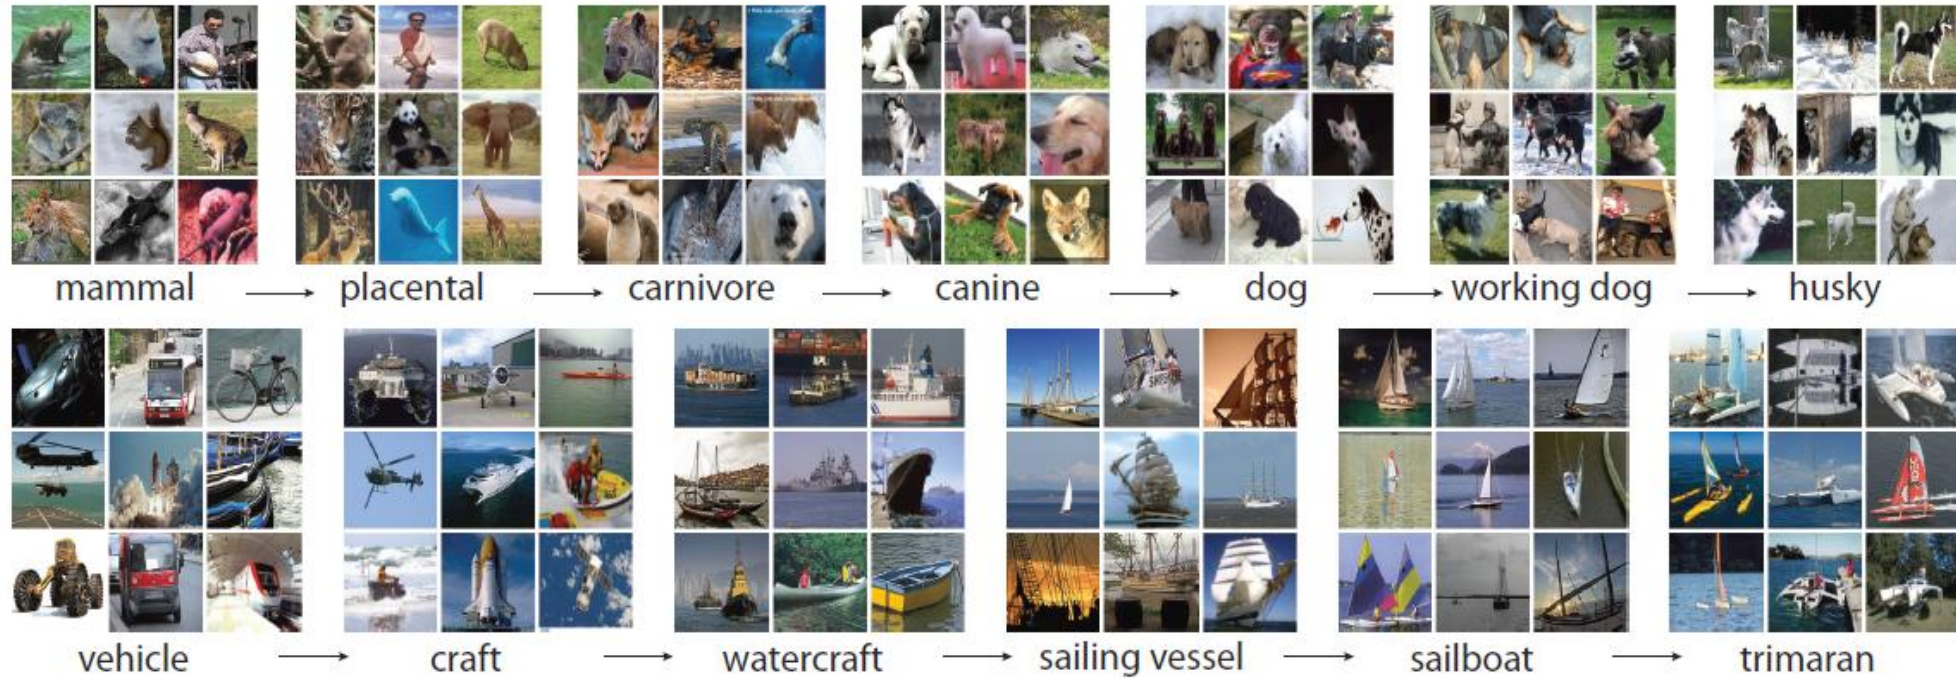 mammal → placental → carnivore → canine → dog → working dog → husky
vehicle → craft → watercraft → sailing vessel → sailboat → trimaran